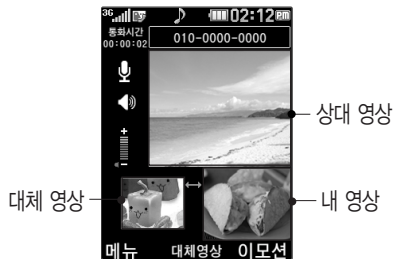 3G 02:12 pm
통화시간
00:00:02
010-0000-0000
상대 영상
대체 영상
내 영상
메뉴 대체영상 이모션